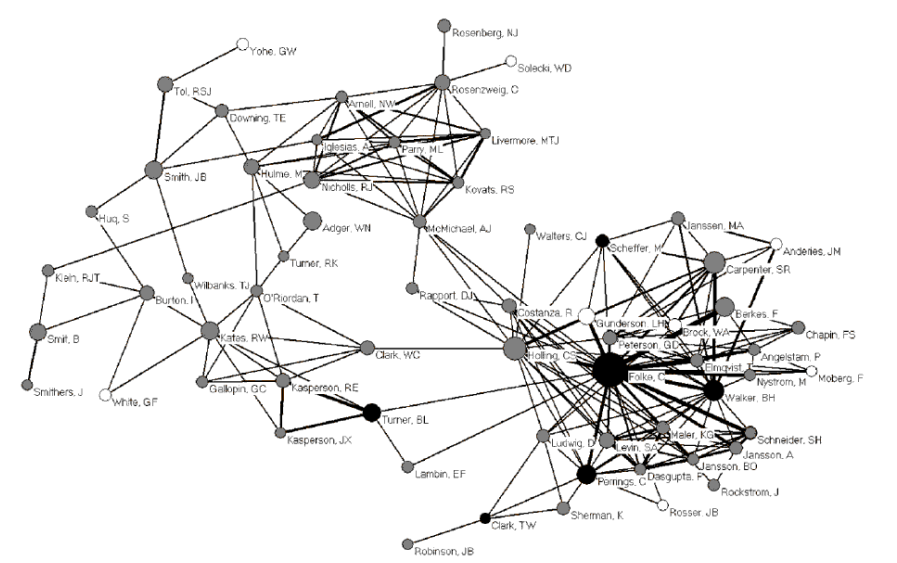 Rosenberg, NJ
Yohe, GW
Solecki, WD
Tol, RSJ
Rosenzweig, C
Arnell, NW
Downing, TE
Livermore, MTJ
Iglesias, A
Parry, ML
Smith, JB
Hulme, M
Nicholls, RJ
Kovats, RS
Huq, S
Adger, WN
McMichael, AJ
Walters, CJ
Janssen, MA
Scheffer, M
Anderies, JM
Turner, RK
Carpenter, SR
Klein, RJT
Wilbanks, TJ
Burton, I
O'Riordan, T
Rapport, DJ
Costanza, R
Berkes, F
Gunderson, LH
Brock, WA
Chapin, FS
Smit, B
Kates, RW
Peterson, GD
Clark, WC
Holling, CS
Angelstam, P
Elmqvist, T
Folke, C
Nystrom, M
Moberg, F
Smithers, J
Gallopin, GC
Kasperson, RE
White, GF
Walker, BH
Turner, BL
Kasperson, JX
Ludwig, D
Levin, SA
Maler, KG
Schneider, SH
Jansson, A
Lambin, EF
Jansson, BO
Perrings, C
Dasgupta, P
Rockstrom, J
Rosser, JB
Sherman, K
Clark, TW
Robinson, JB